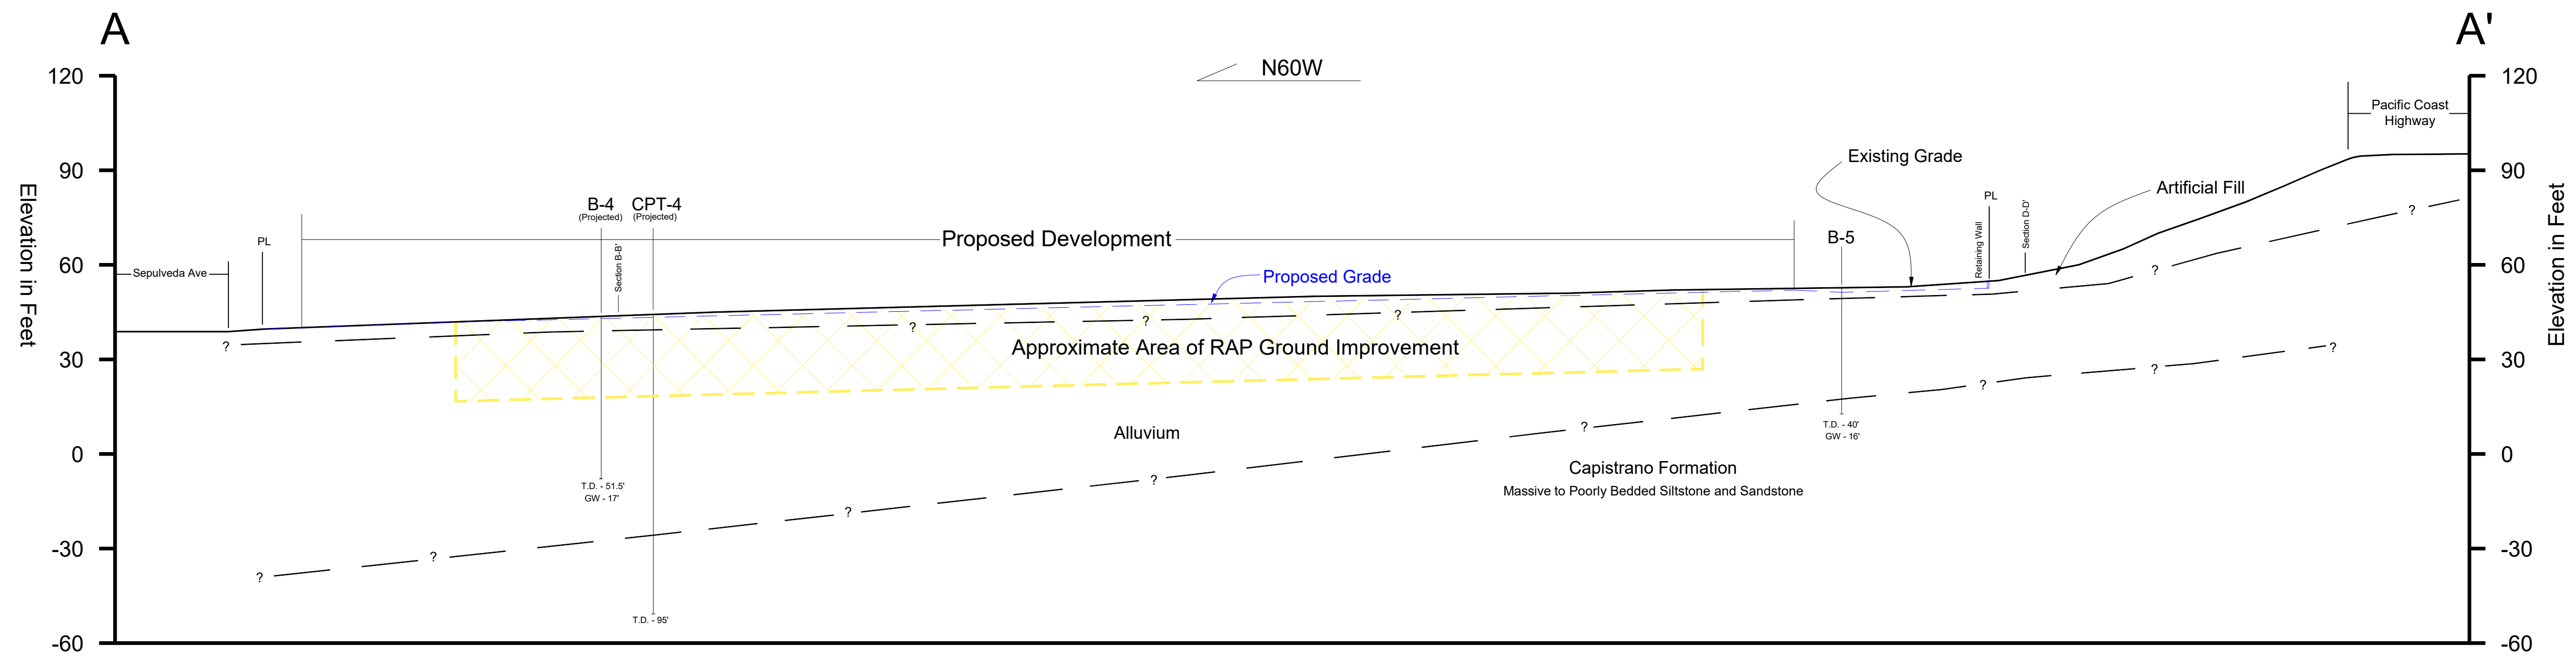 A
A'
N60W
120
90
60
30
0
-30
-60
Elevation in Feet
Sepulveda Ave
PL
B-4
(Projected)
CPT-4
(Projected)
Section B-B'
Proposed Development
Proposed Grade
B-5
Existing Grade
PL
Retaining Wall
Section D-D'
Artificial Fill
Pacific Coast
Highway
?
?
?
?
?
?
Approximate Area of RAP Ground Improvement
Alluvium
T.D. - 40'
GW - 16'
Capistrano Formation
Massive to Poorly Bedded Siltstone and Sandstone
T.D. - 51.5'
GW - 17'
T.D. - 95'
?
?
?
?
?
?
?
?
120
90
60
30
0
-30
-60
Elevation in Feet